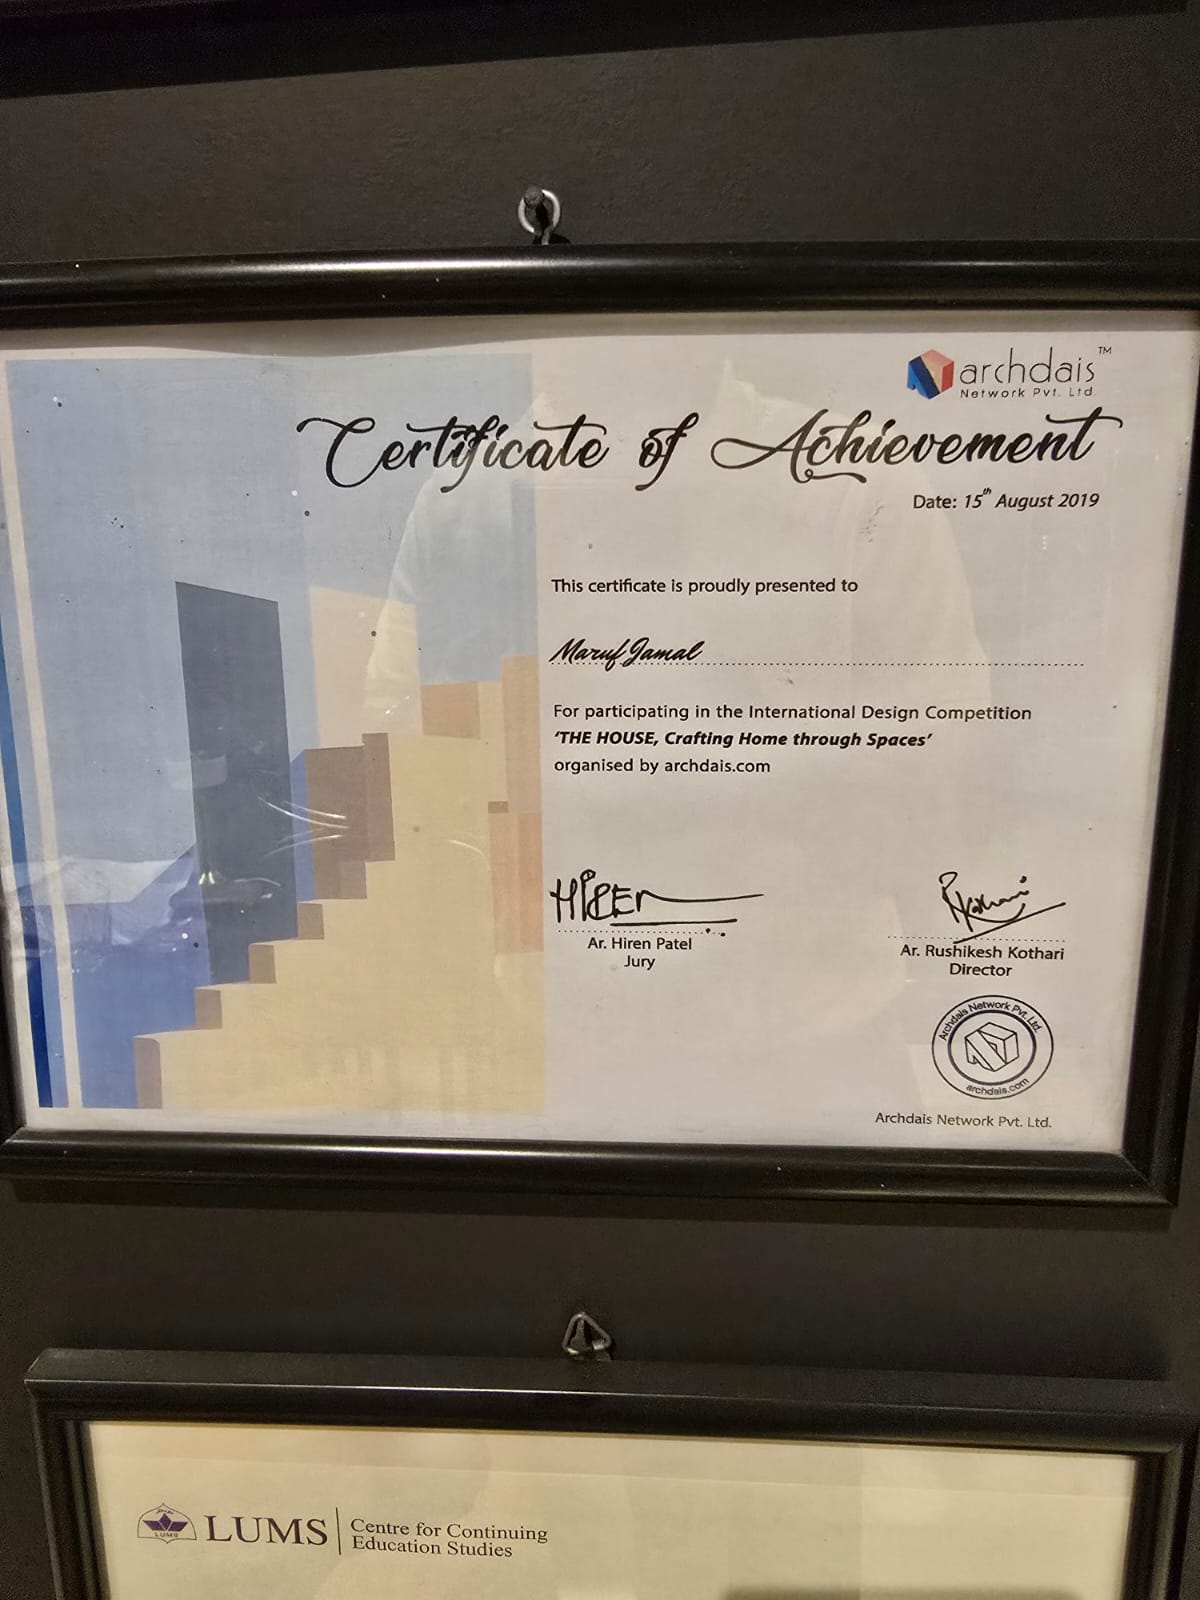 archdais™
Network Pvt. Ltd.
Certificate of Achievement
Date: 15th August 2019
This certificate is proudly presented to
Maruf Jamal
For participating in the International Design Competition
‘THE HOUSE, Crafting Home through Spaces’
organised by archdais.com
HIREN
Rkothari
Ar. Hiren Patel
Jury
Ar. Rushikesh Kothari
Director
Archdais Network Pvt. Ltd.
archdais.com
Archdais Network Pvt. Ltd.
LUMS
LUMS
Centre for Continuing
Education Studies